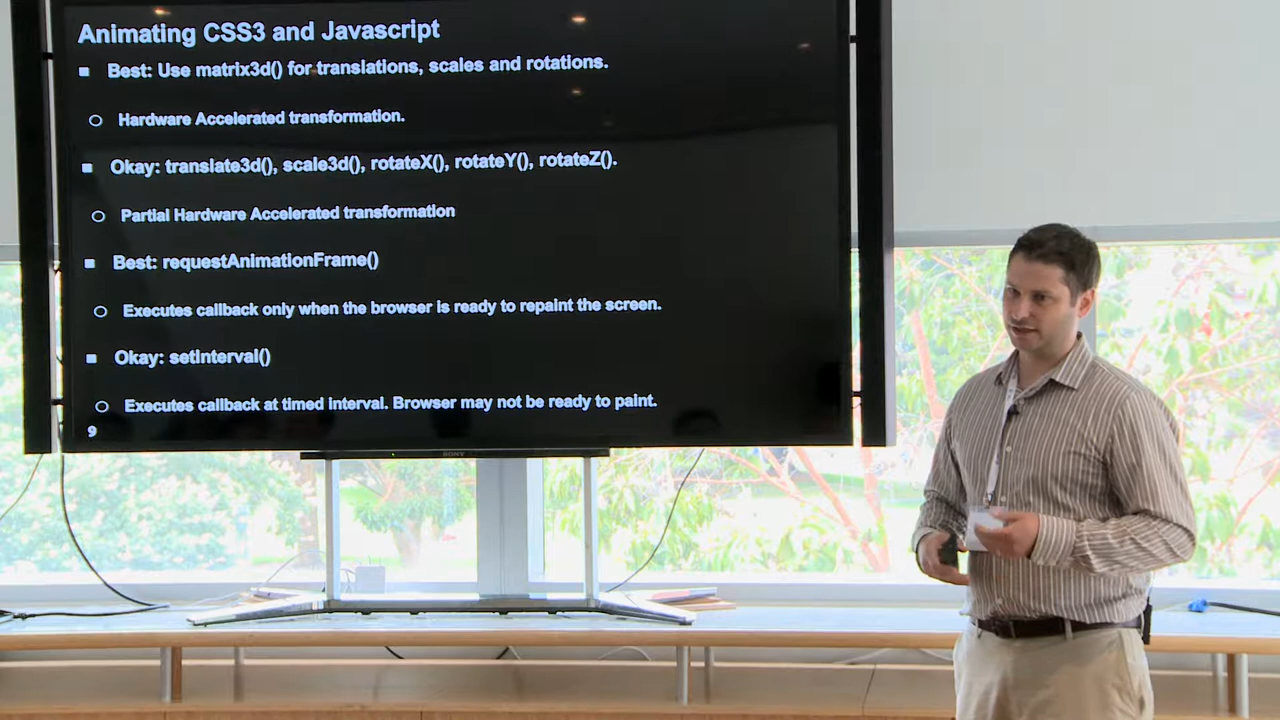 Animating CSS3 and Javascript
Best: Use matrix3d() for translations, scales and rotations.
Hardware Accelerated transformation.
Okay: translate3d(), scale3d(), rotateX(), rotateY(), rotateZ().
Partial Hardware Accelerated transformation
Best: requestAnimationFrame()
Executes callback only when the browser is ready to repaint the screen.
Okay: setInterval()
Executes callback at timed interval. Browser may not be ready to paint.
9
SONY